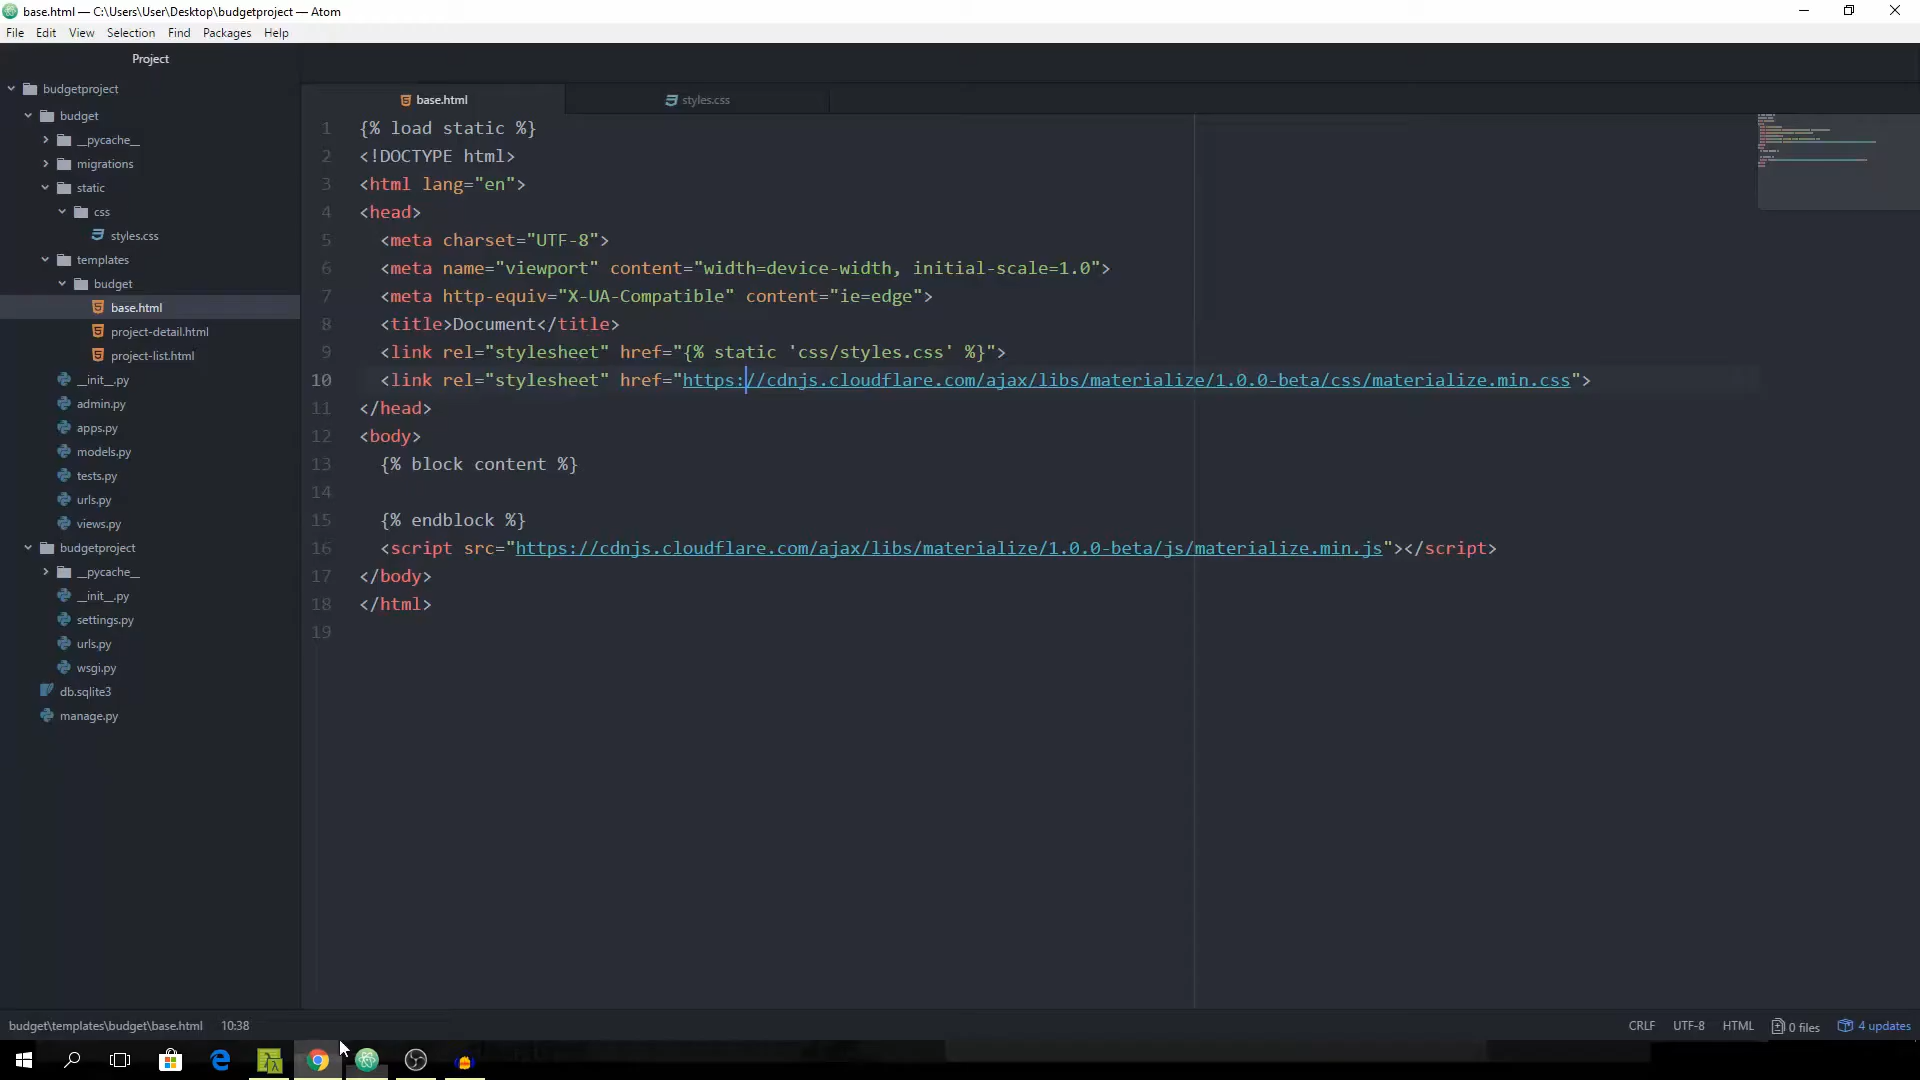 base.html — C:\Users\User\Desktop\budgetproject — Atom
File Edit View Selection Find Packages Help
Project
budgetproject
budget
__pycache__
migrations
static
css
styles.css
templates
budget
base.html
project-detail.html
project-list.html
__init__.py
admin.py
apps.py
models.py
tests.py
urls.py
views.py
budgetproject
__pycache__
__init__.py
settings.py
urls.py
wsgi.py
db.sqlite3
manage.py
base.html styles.css
1 {% load static %}
2 <!DOCTYPE html>
3 <html lang="en">
4 <head>
5 <meta charset="UTF-8">
6 <meta name="viewport" content="width=device-width, initial-scale=1.0">
7 <meta http-equiv="X-UA-Compatible" content="ie=edge">
8 <title>Document</title>
9 <link rel="stylesheet" href="{% static 'css/styles.css' %}">
10 <link rel="stylesheet" href="https://cdnjs.cloudflare.com/ajax/libs/materialize/1.0.0-beta/css/materialize.min.css">
11 </head>
12 <body>
13 {% block content %}
14
15 {% endblock %}
16 <script src="https://cdnjs.cloudflare.com/ajax/libs/materialize/1.0.0-beta/js/materialize.min.js"></script>
17 </body>
18 </html>
19
budget\templates\budget\base.html 10:38 CRLF UTF-8 HTML 0 files 4 updates